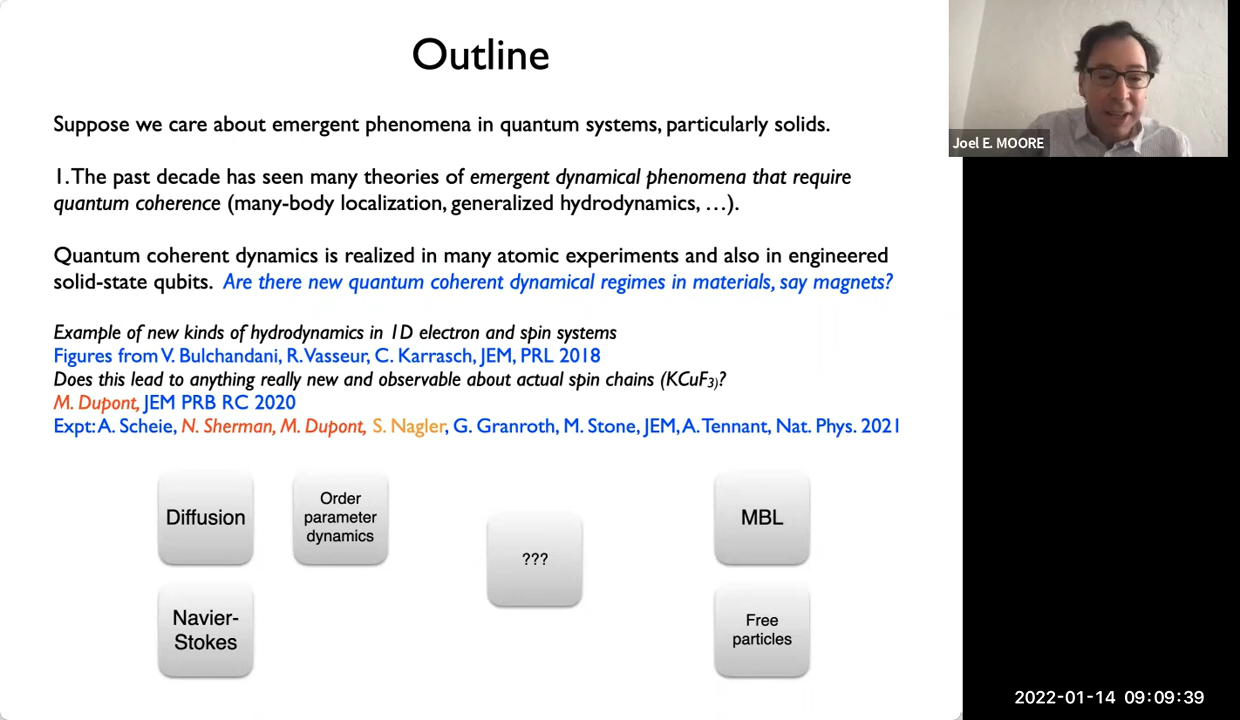 Outline
Suppose we care about emergent phenomena in quantum systems, particularly solids.
1. The past decade has seen many theories of emergent dynamical phenomena that require
quantum coherence (many-body localization, generalized hydrodynamics, …).
Quantum coherent dynamics is realized in many atomic experiments and also in engineered
solid-state qubits. Are there new quantum coherent dynamical regimes in materials, say magnets?
Example of new kinds of hydrodynamics in 1D electron and spin systems
Figures from V. Bulchandani, R. Vasseur, C. Karrasch, JEM, PRL 2018
Does this lead to anything really new and observable about actual spin chains (KCuF₃)?
M. Dupont, JEM PRB RC 2020
Expt: A. Scheie, N. Sherman, M. Dupont, S. Nagler, G. Granroth, M. Stone, JEM, A. Tennant, Nat. Phys. 2021
Diffusion
Order
parameter
dynamics
???
MBL
Navier-
Stokes
Free
particles
Joel E. MOORE
2022-01-14 09:09:39